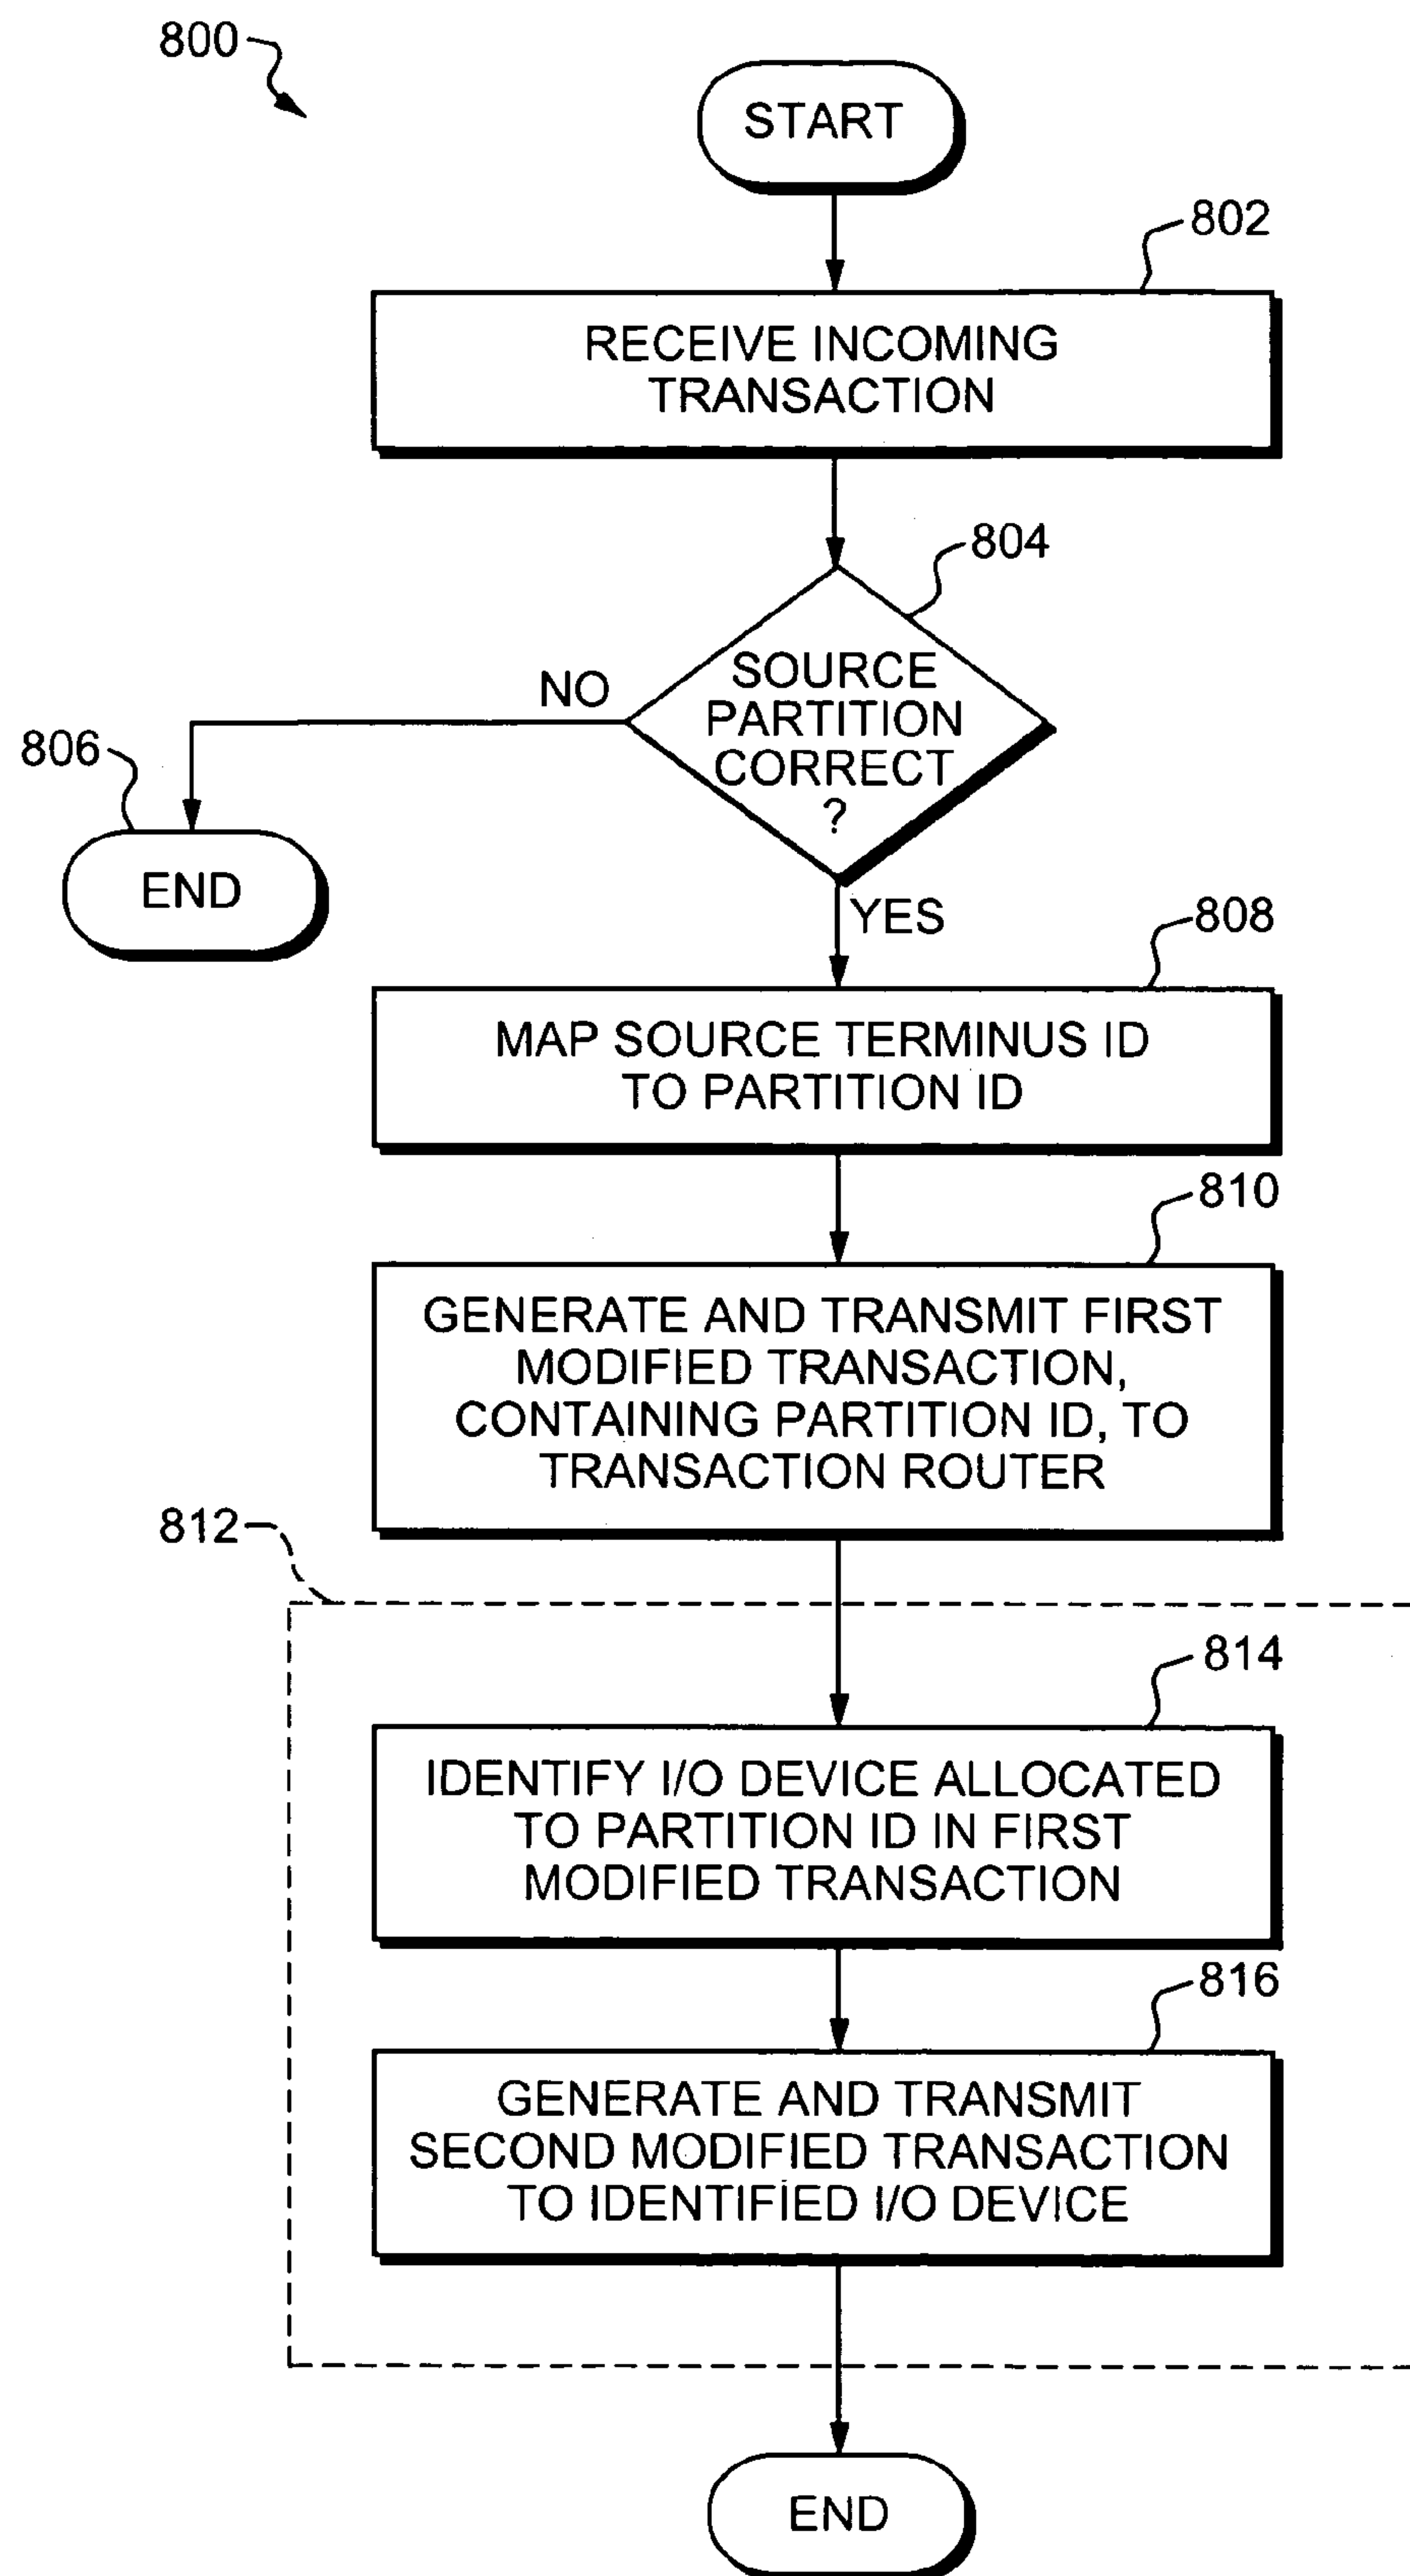 800
START
802
RECEIVE INCOMING
TRANSACTION
804
SOURCE
PARTITION
CORRECT
?
NO
806
END
YES
808
MAP SOURCE TERMINUS ID
TO PARTITION ID
810
GENERATE AND TRANSMIT FIRST
MODIFIED TRANSACTION,
CONTAINING PARTITION ID, TO
TRANSACTION ROUTER
812
814
IDENTIFY I/O DEVICE ALLOCATED
TO PARTITION ID IN FIRST
MODIFIED TRANSACTION
816
GENERATE AND TRANSMIT
SECOND MODIFIED TRANSACTION
TO IDENTIFIED I/O DEVICE
END